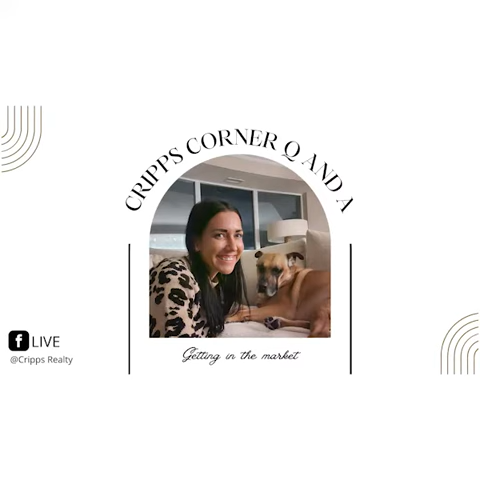 CRIPPS CORNER Q AND A
f LIVE
@Cripps Realty
Getting in the market